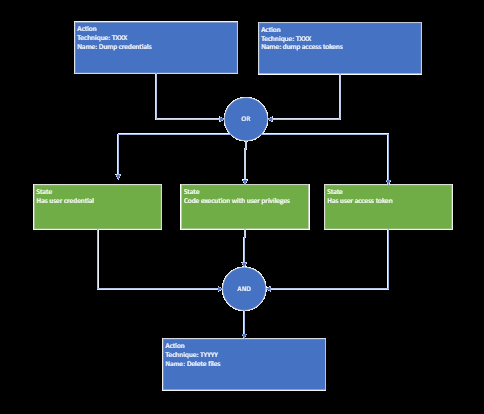 Action
Technique: TXXX
Name: Dump credentials
Action
Technique: TXXX
Name: dump access tokens
OR
State
Has user credential
State
Code execution with user privileges
State
Has user access token
AND
Action
Technique: TYYYY
Name: Delete files